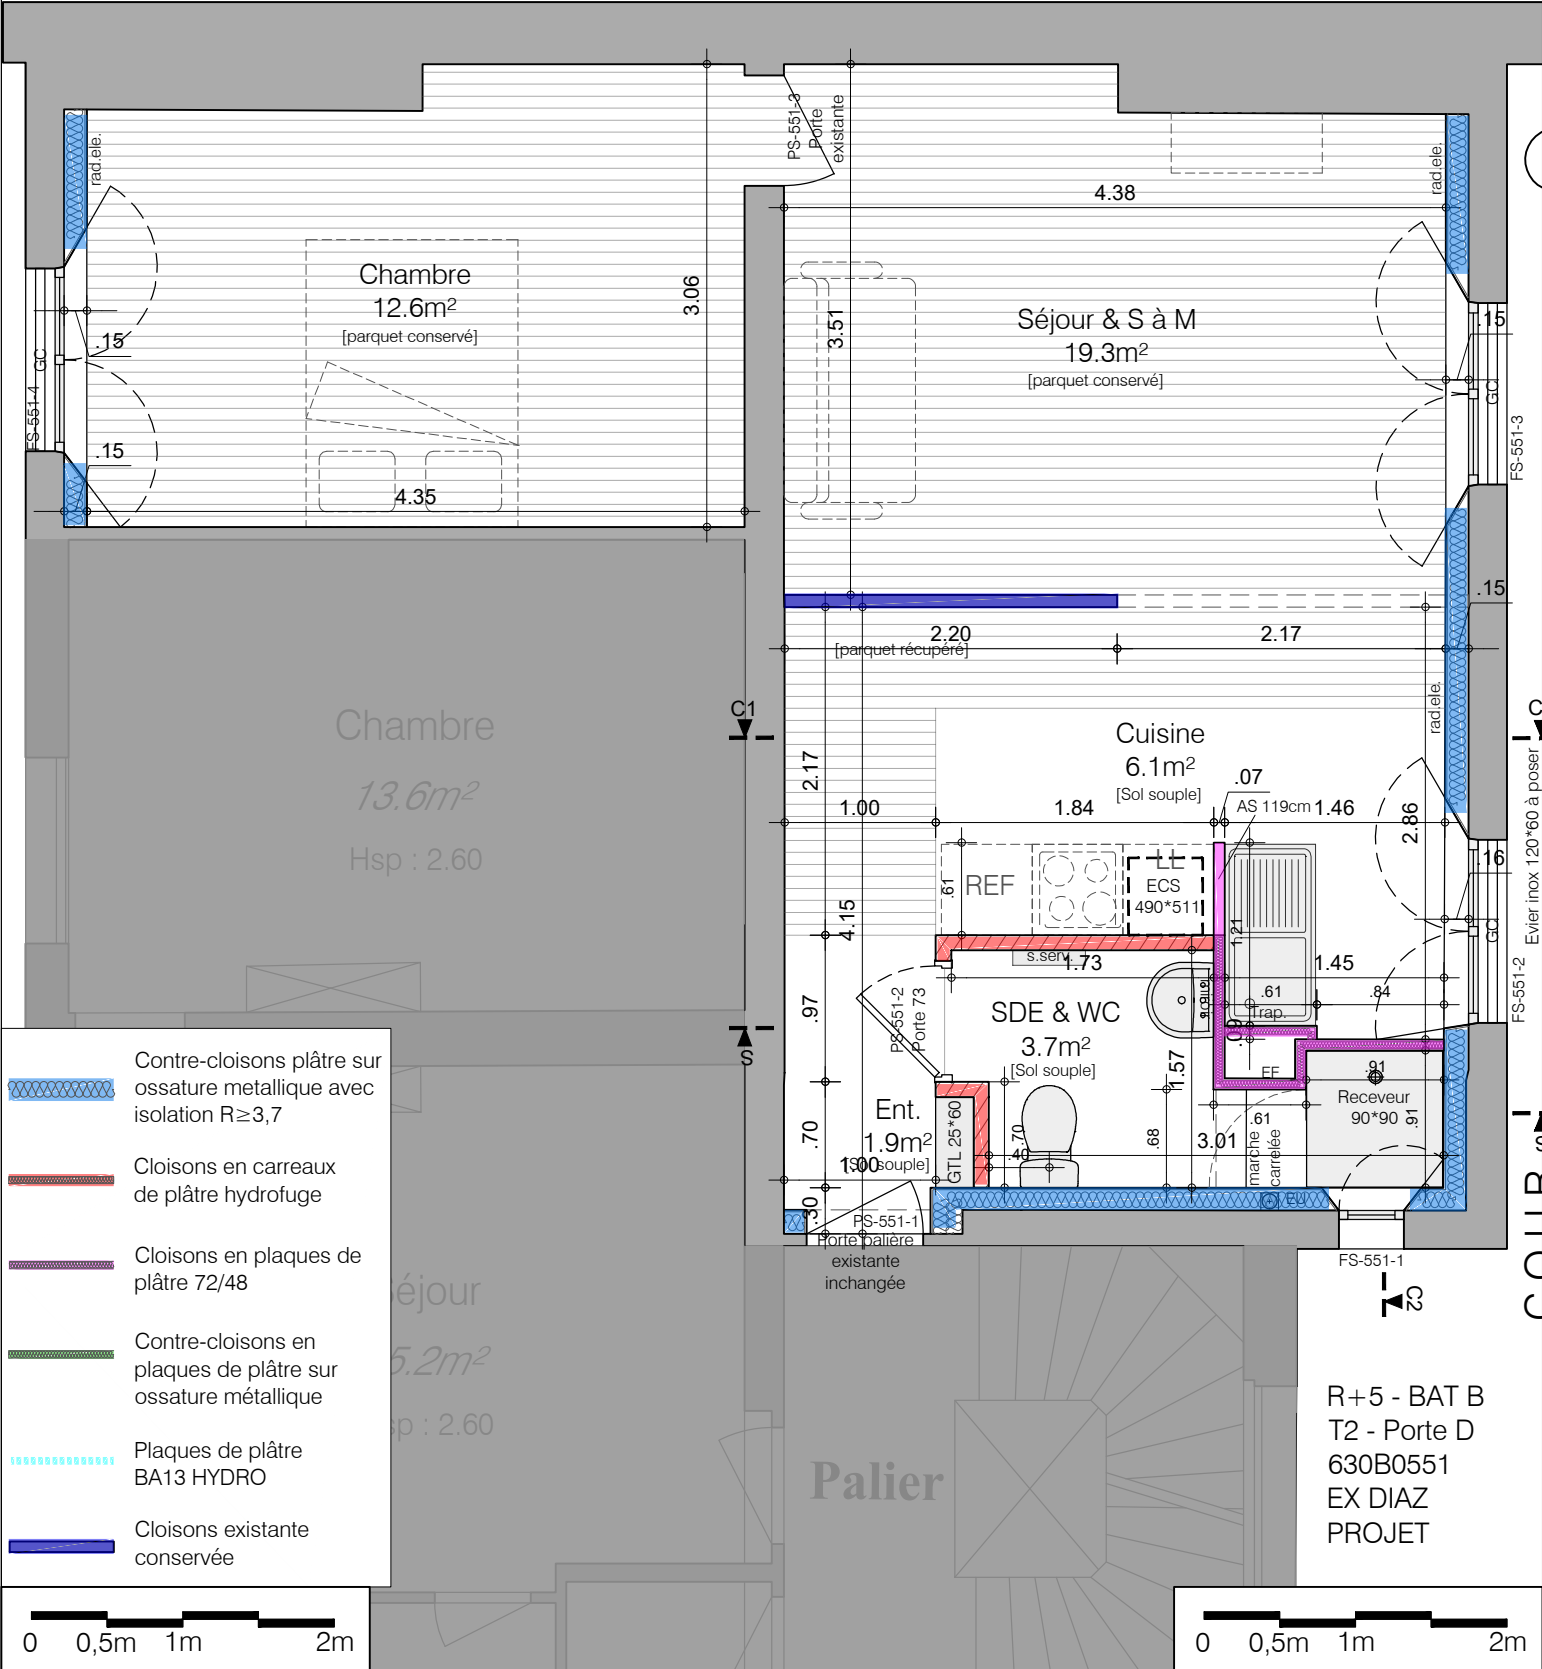 rad.ele.
PS-551-3
Porte
existante
rad.ele.
4.38
Chambre
12.6m²
[parquet conservé]
3.06
3.51
Séjour & S à M
19.3m²
[parquet conservé]
.15
.15
GC
FS-551-4
.15
4.35
GC
FS-551-3
.15
2.20
2.17
[parquet récupéré]
rad.ele.
Chambre
13.6m²
Hsp : 2.60
C1
C
Cuisine
6.1m²
[Sol souple]
2.17
.07
AS 119cm
1.00
1.84
1.46
2.86
Evier inox 120*60 à poser
.16
REF
.61
LL
ECS
490*511
4.15
1.21
GC
FS-551-2
s.serv.
1.73
1.45
.61
.84
Trap.
SDE & WC
3.7m²
[Sol souple]
PS-551-2
Porte 73
.97
.09
1.57
EF
.91
S
Receveur
90*90
.91
Ent.
1.9m²
[Sol souple]
1.00
.70
GTL 25*60
.70
.40
.68
3.01
.61
marche
carrelée
.30
EU
PS-551-1
Porte palière
existante
inchangée
FS-551-1
C2
S
COUR
Contre-cloisons plâtre sur
ossature metallique avec
isolation R≥3,7
Cloisons en carreaux
de plâtre hydrofuge
Cloisons en plaques de
plâtre 72/48
Contre-cloisons en
plaques de plâtre sur
ossature métallique
Plaques de plâtre
BA13 HYDRO
Cloisons existante
conservée
éjour
5.2m²
sp : 2.60
Palier
R+5 - BAT B
T2 - Porte D
630B0551
EX DIAZ
PROJET
0 0,5m 1m 2m
0 0,5m 1m 2m